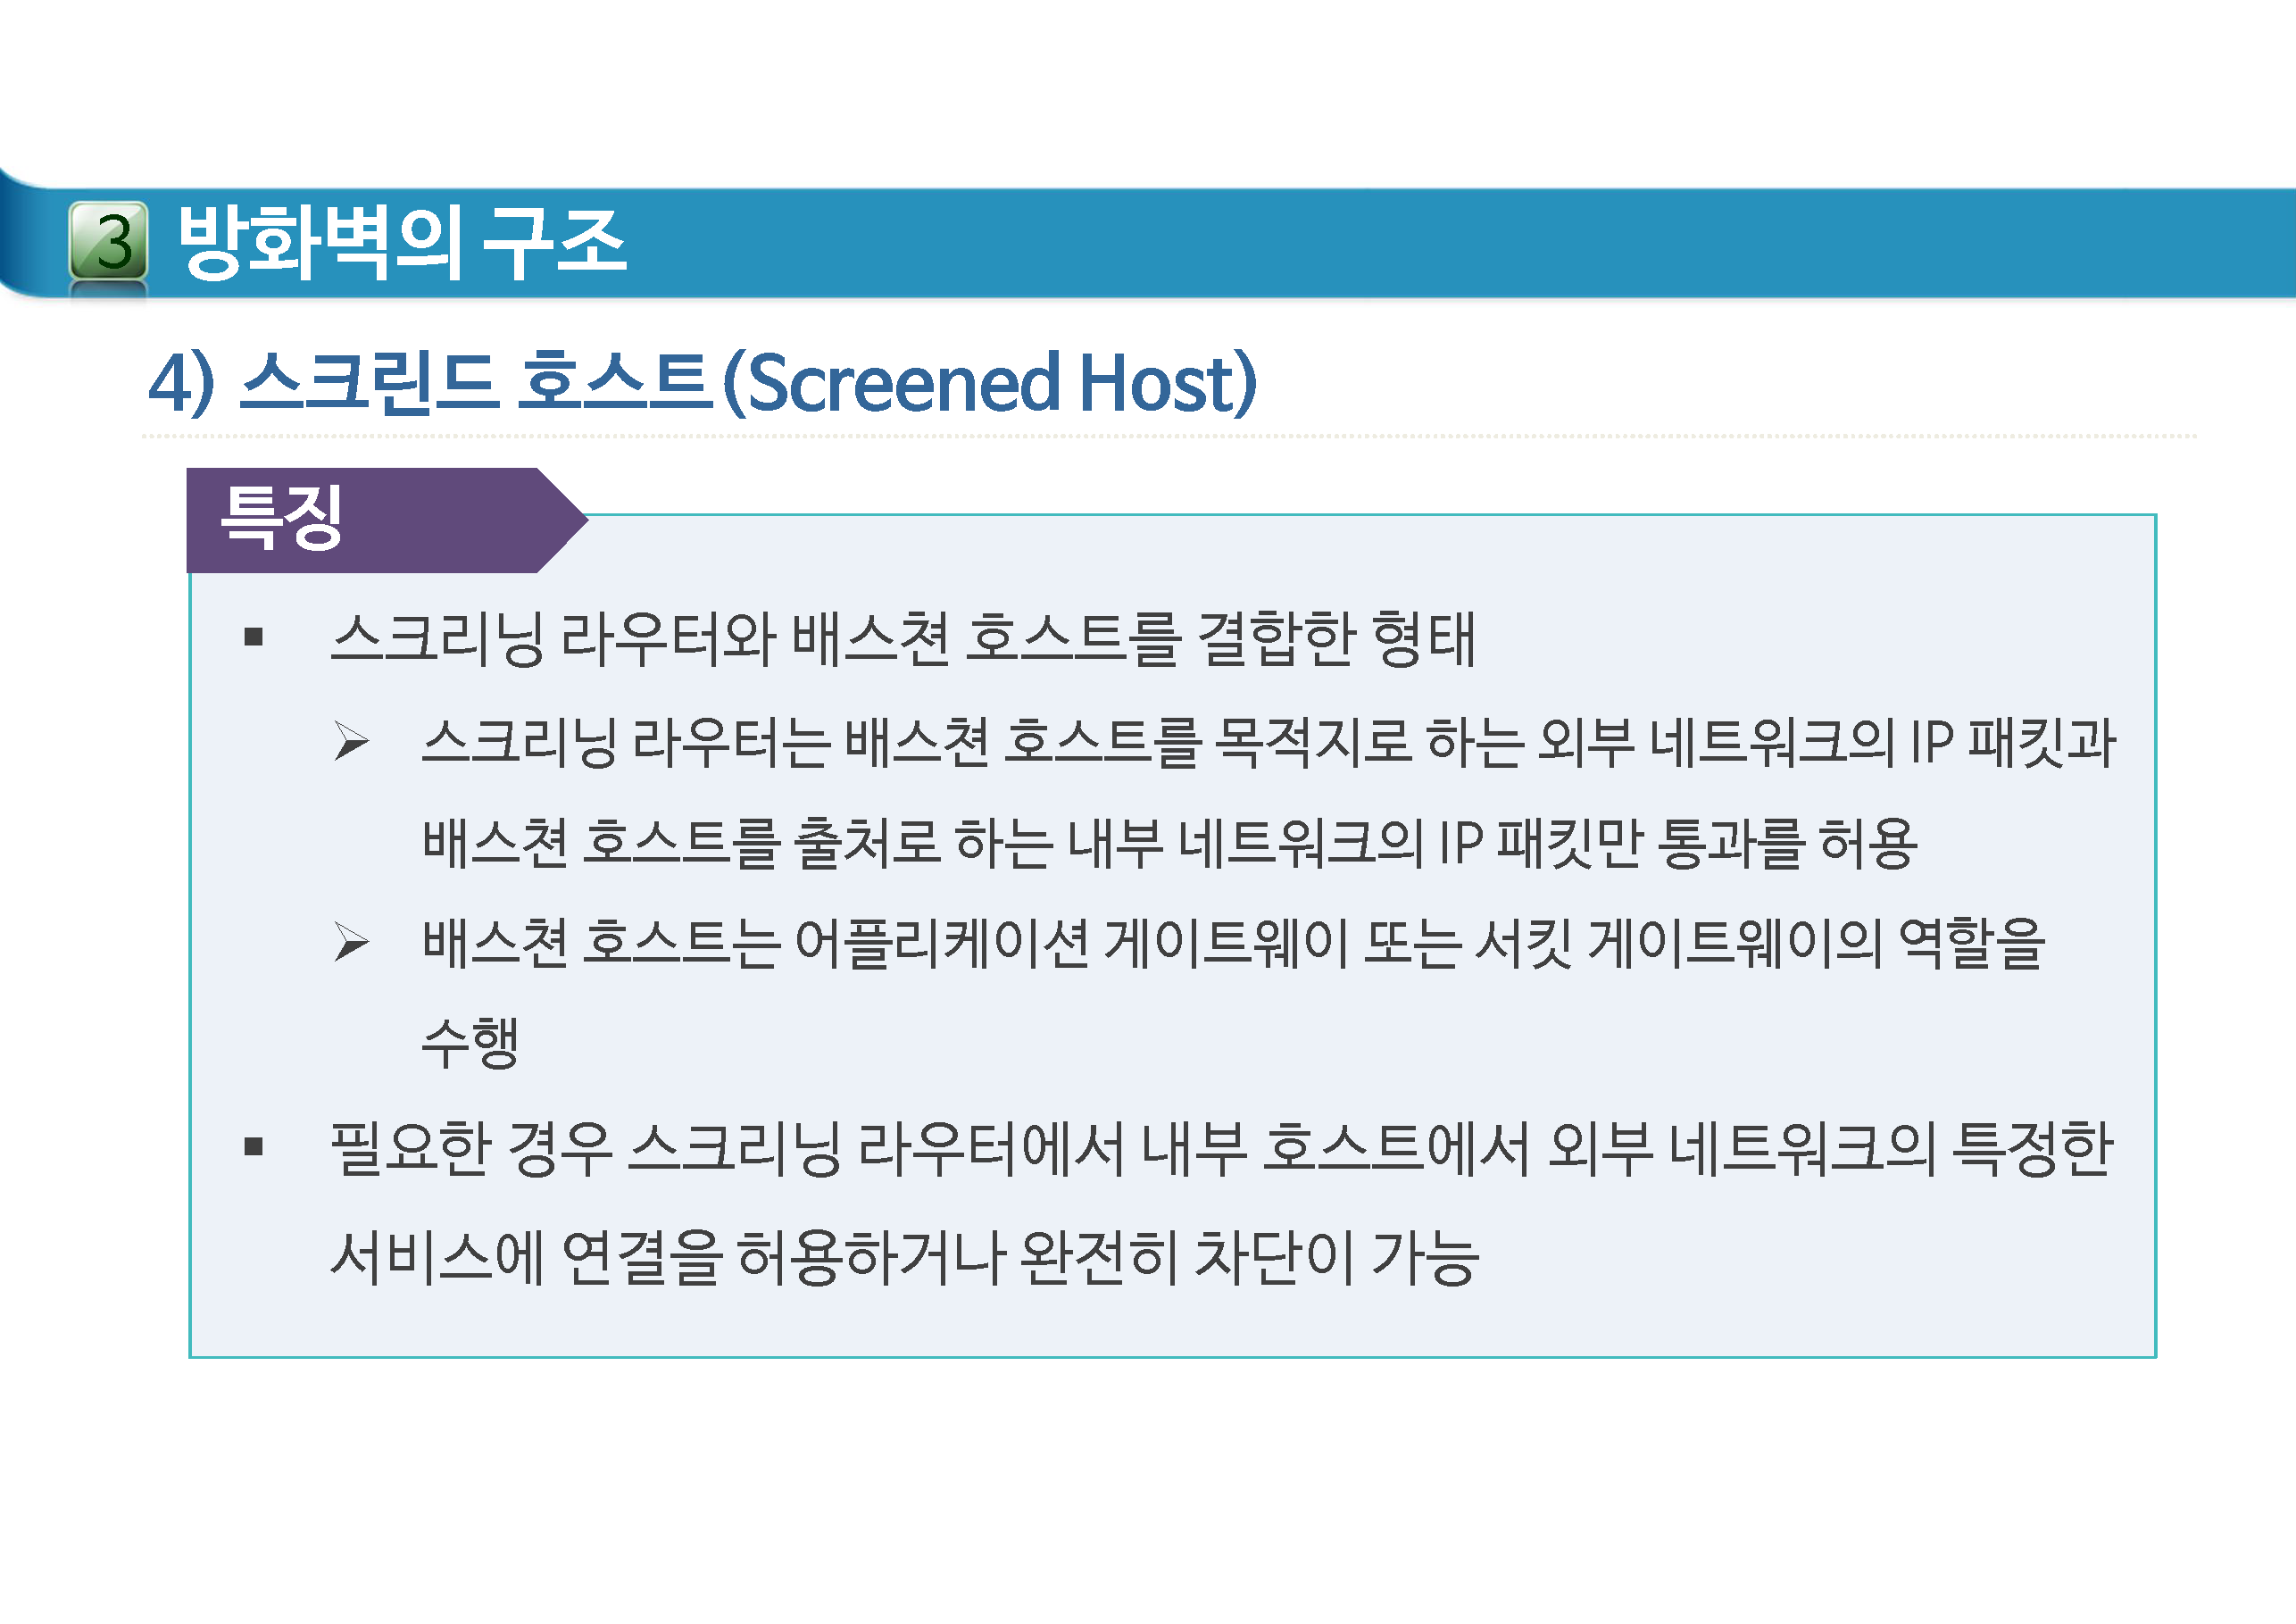 3 방화벽의 구조
4) 스크린드 호스트(Screened Host)
특징
▪ 스크리닝 라우터와 배스쳔 호스트를 결합한 형태
➢ 스크리닝 라우터는 배스쳔 호스트를 목적지로 하는 외부 네트워크의 IP 패킷과
배스쳔 호스트를 출처로 하는 내부 네트워크의 IP 패킷만 통과를 허용
➢ 배스쳔 호스트는 어플리케이션 게이트웨이 또는 서킷 게이트웨이의 역할을
수행
▪ 필요한 경우 스크리닝 라우터에서 내부 호스트에서 외부 네트워크의 특정한
서비스에 연결을 허용하거나 완전히 차단이 가능